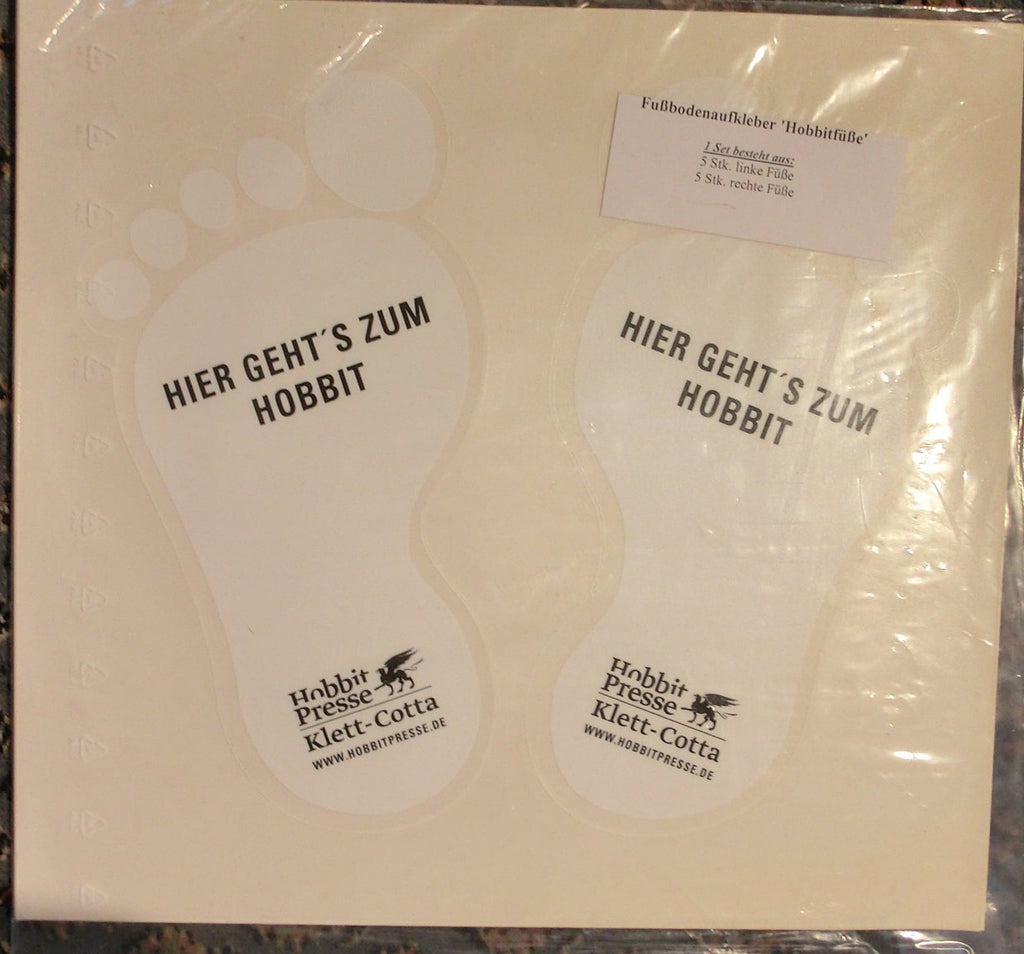 Fußbodenaufkleber 'Hobbitfüße'
1 Set besteht aus:
5 Stk. linke Füße
5 Stk. rechte Füße
HIER GEHT´S ZUM
HOBBIT
Hobbit
Presse
Klett-Cotta
WWW.HOBBITPRESSE.DE
HIER GEHT´S ZUM
HOBBIT
Hobbit
Presse
Klett-Cotta
WWW.HOBBITPRESSE.DE